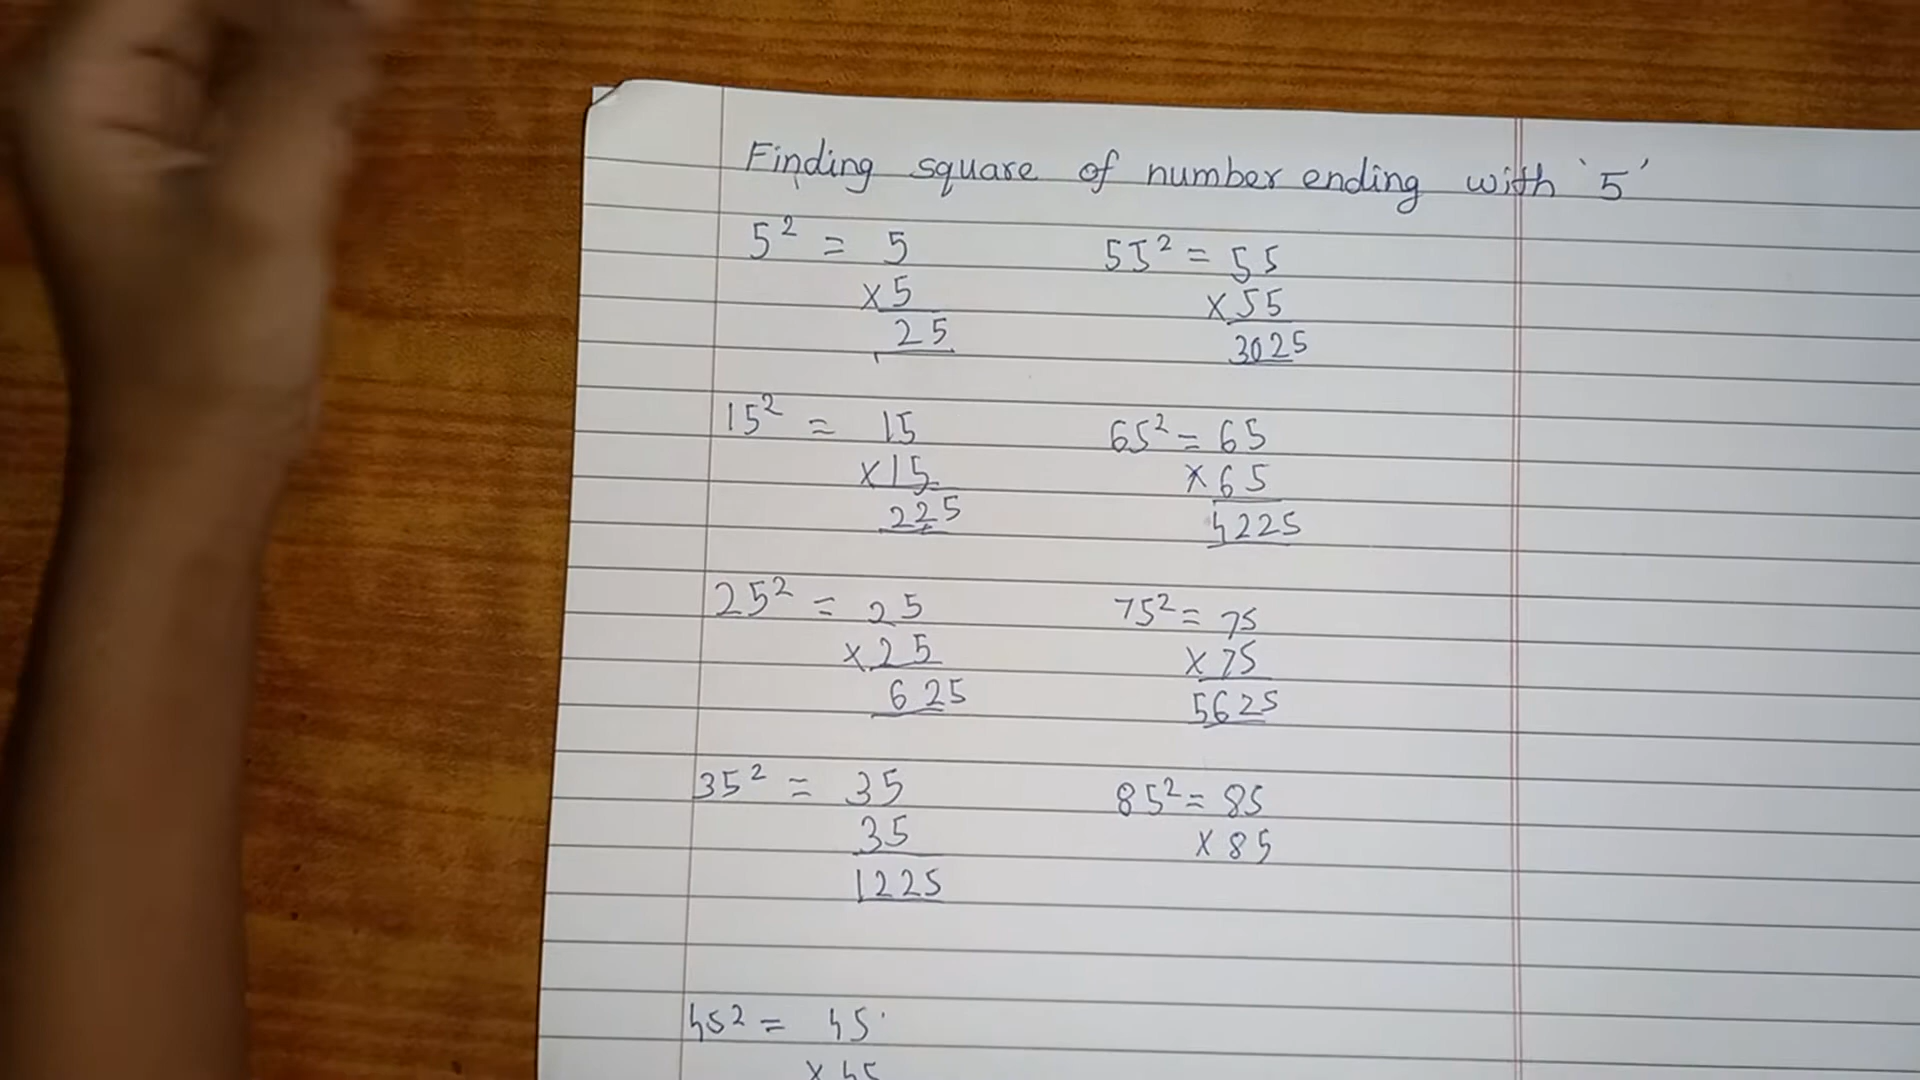 Finding square of number ending with '5'
5² = 5
×5
25
15² = 15
×15
225
25² = 25
×25
625
35² = 35
35
1225
45² = 45
×45
55² = 55
×55
3025
65² = 65
×65
4225
75² = 75
×75
5625
85² = 85
×85